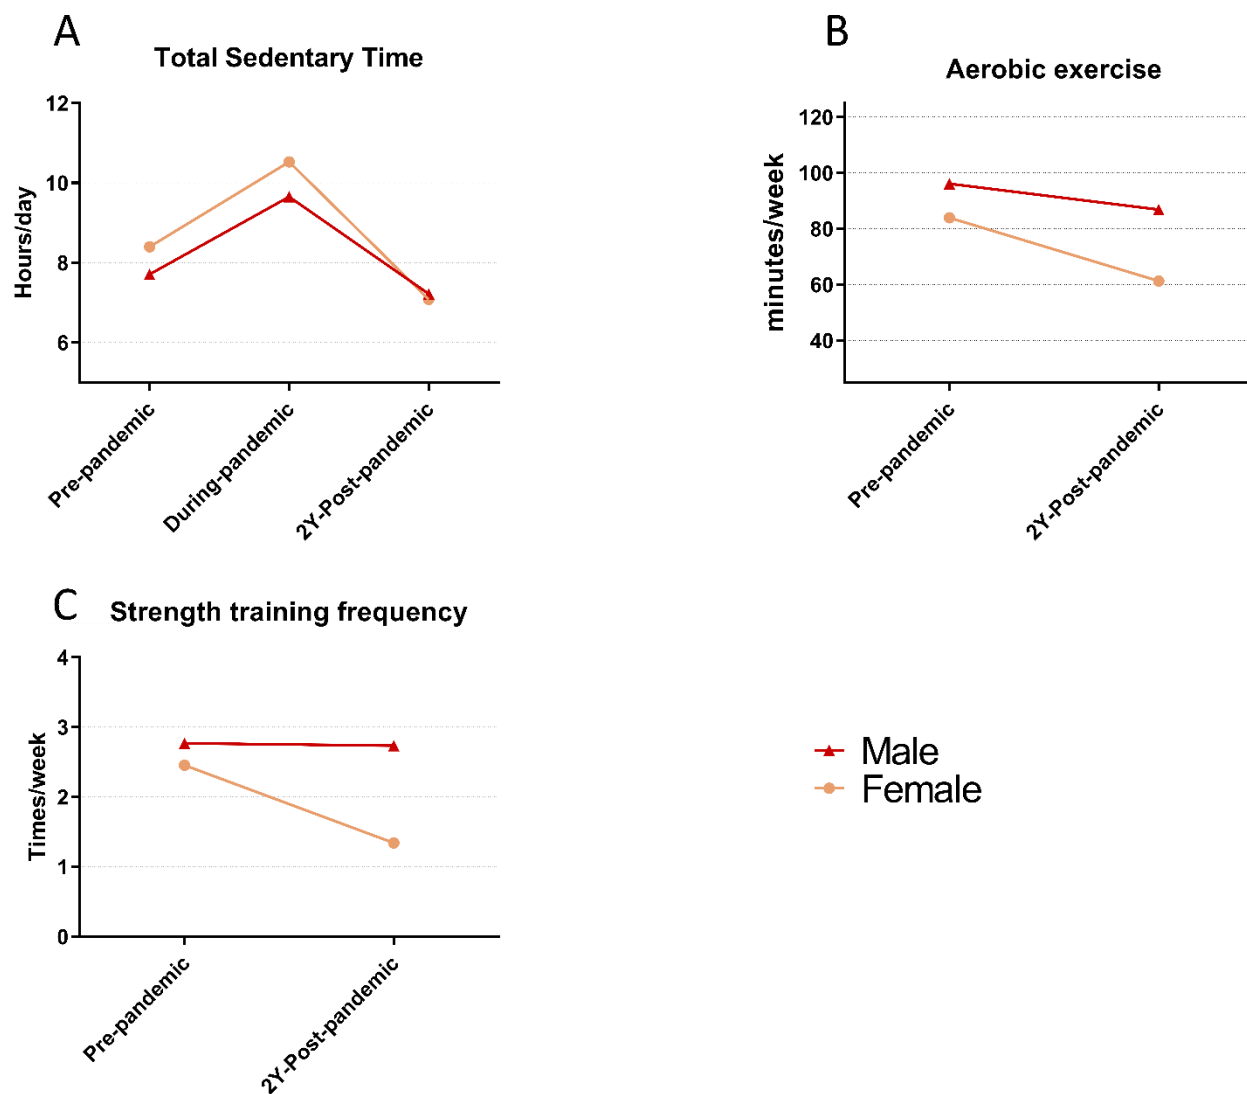 A
Total Sedentary Time
Hours/day
12
10
8
6
Pre-pandemic
During-pandemic
2Y-Post-pandemic
B
Aerobic exercise
minutes/week
120
100
80
60
40
Pre-pandemic
2Y-Post-pandemic
C
Strength training frequency
Times/week
4
3
2
1
0
Pre-pandemic
2Y-Post-pandemic
Male
Female